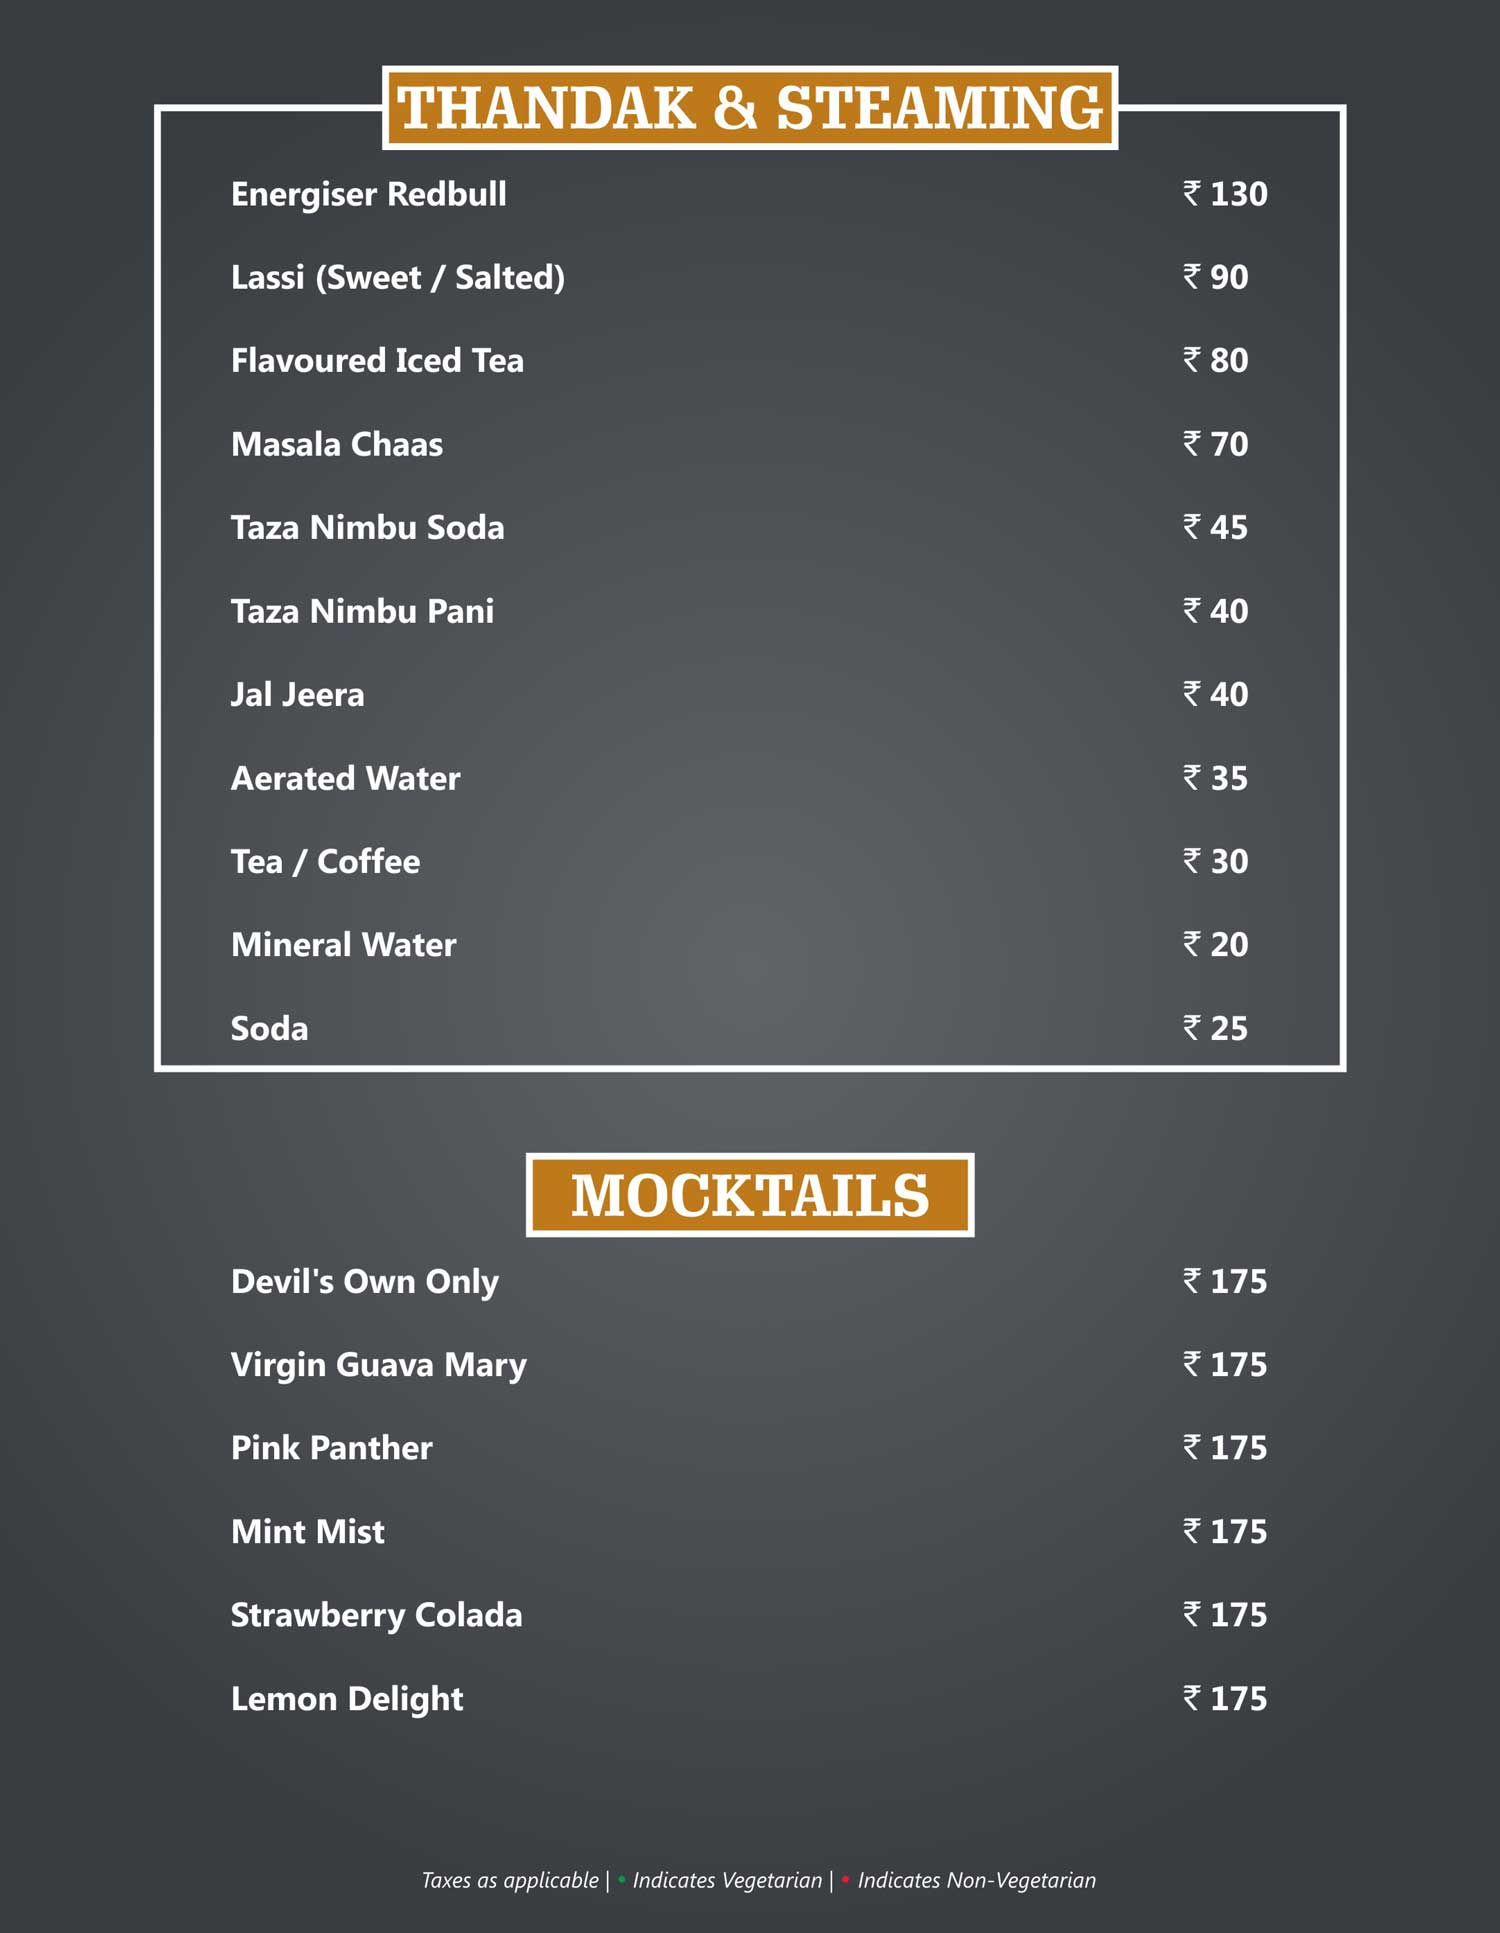 THANDAK & STEAMING
Energiser Redbull ₹ 130
Lassi (Sweet / Salted) ₹ 90
Flavoured Iced Tea ₹ 80
Masala Chaas ₹ 70
Taza Nimbu Soda ₹ 45
Taza Nimbu Pani ₹ 40
Jal Jeera ₹ 40
Aerated Water ₹ 35
Tea / Coffee ₹ 30
Mineral Water ₹ 20
Soda ₹ 25
MOCKTAILS
Devil's Own Only ₹ 175
Virgin Guava Mary ₹ 175
Pink Panther ₹ 175
Mint Mist ₹ 175
Strawberry Colada ₹ 175
Lemon Delight ₹ 175
Taxes as applicable | • Indicates Vegetarian | • Indicates Non-Vegetarian